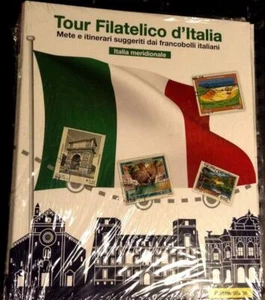 Tour Filatelico d'Italia
Mete e itinerari suggeriti dai francobolli italiani
Italia meridionale